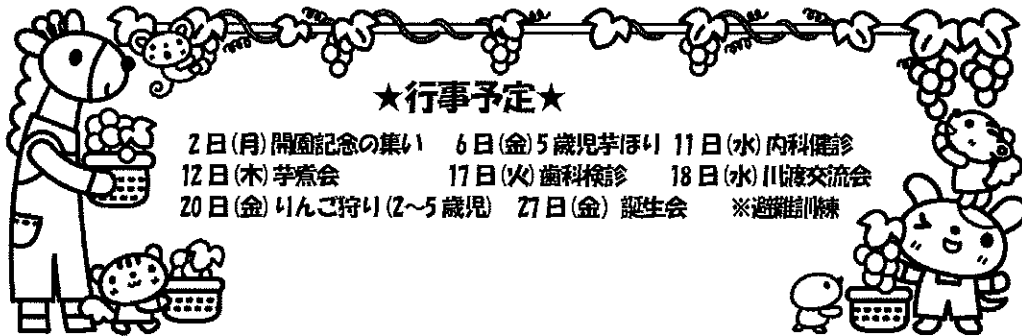 ★行事予定★
2日(月)開園記念の集い 6日(金)5歳児芋ほり 11日(水)内科健診
12日(木)芋煮会 17日(火)歯科検診 18日(水)川渡交流会
20日(金)りんご狩り(2～5歳児) 27日(金) 誕生会 ※避難訓練